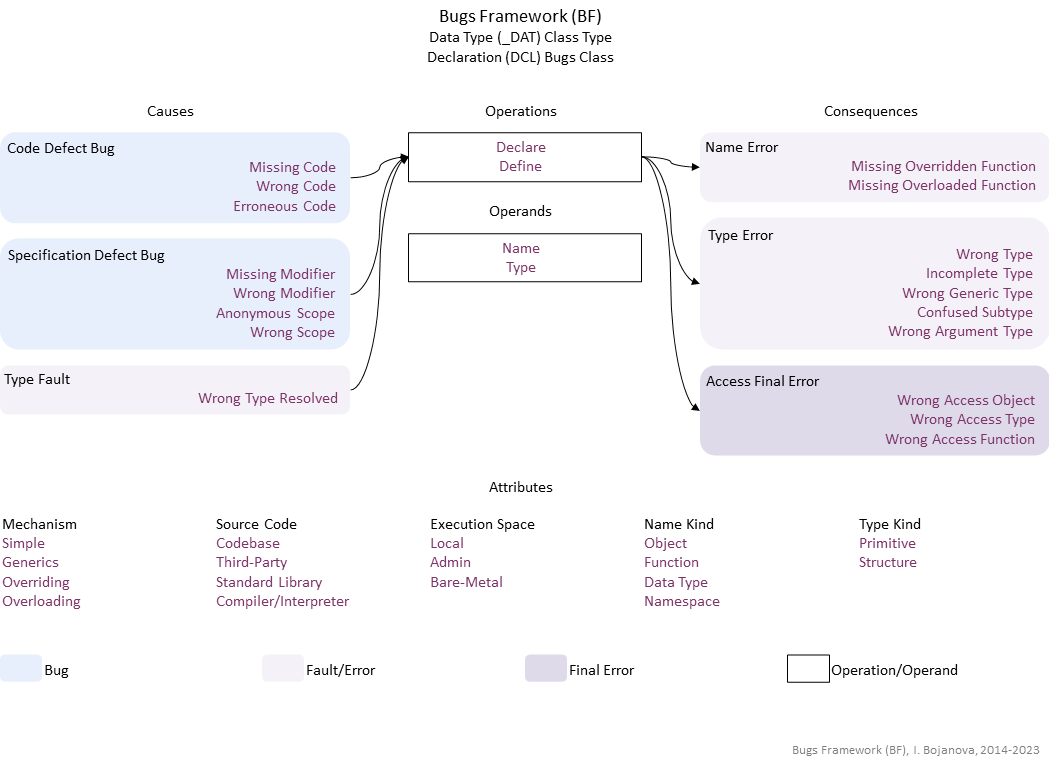 Bugs Framework (BF)
Data Type (_DAT) Class Type
Declaration (DCL) Bugs Class
Causes
Operations
Consequences
Code Defect Bug
Missing Code
Wrong Code
Erroneous Code
Specification Defect Bug
Missing Modifier
Wrong Modifier
Anonymous Scope
Wrong Scope
Type Fault
Wrong Type Resolved
Declare
Define
Operands
Name
Type
Name Error
Missing Overridden Function
Missing Overloaded Function
Type Error
Wrong Type
Incomplete Type
Wrong Generic Type
Confused Subtype
Wrong Argument Type
Access Final Error
Wrong Access Object
Wrong Access Type
Wrong Access Function
Attributes
Mechanism
Simple
Generics
Overriding
Overloading
Source Code
Codebase
Third-Party
Standard Library
Compiler/Interpreter
Execution Space
Local
Admin
Bare-Metal
Name Kind
Object
Function
Data Type
Namespace
Type Kind
Primitive
Structure
Bug
Fault/Error
Final Error
Operation/Operand
Bugs Framework (BF), I. Bojanova, 2014-2023